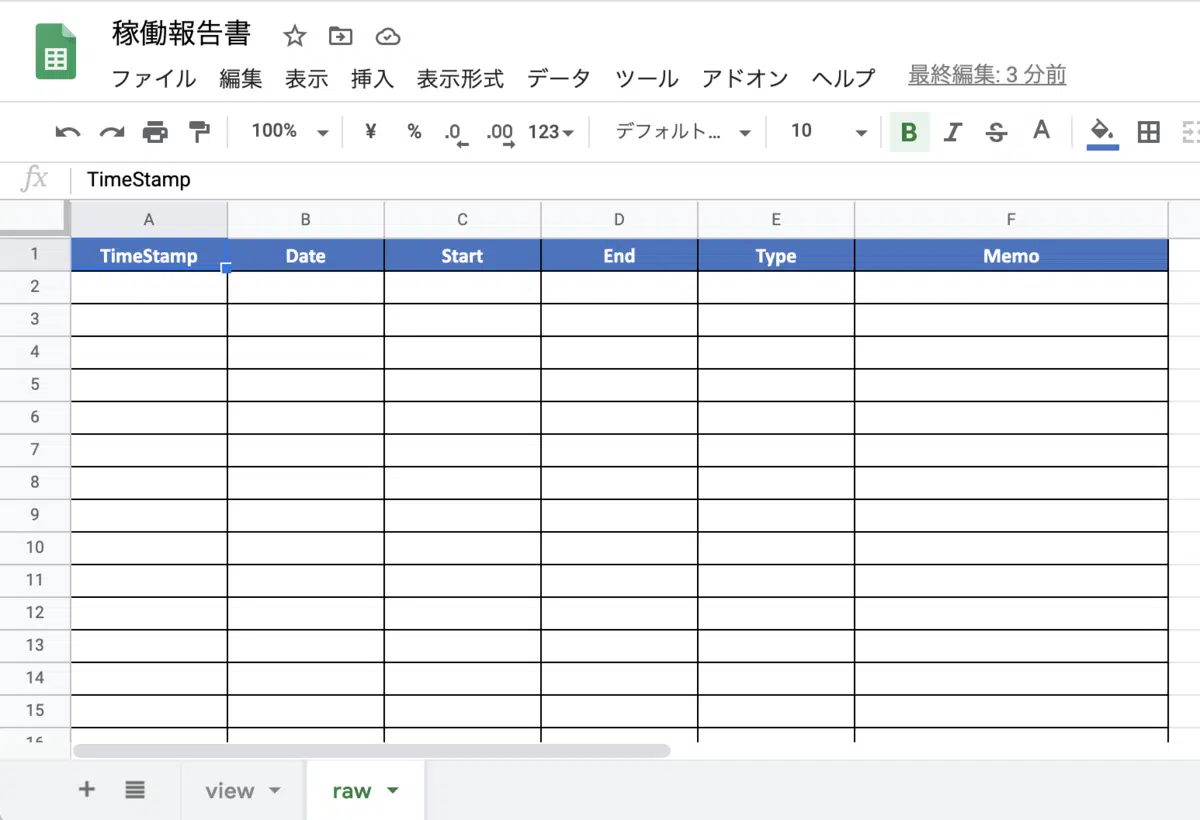 稼働報告書
ファイル 編集 表示 挿入 表示形式 データ ツール アドオン ヘルプ 最終編集: 3 分前
100% ¥ % .0 .00 123 デフォルト... 10 B I S A
fx TimeStamp
A B C D E F
1 TimeStamp Date Start End Type Memo
2
3
4
5
6
7
8
9
10
11
12
13
14
15
16
+ view raw